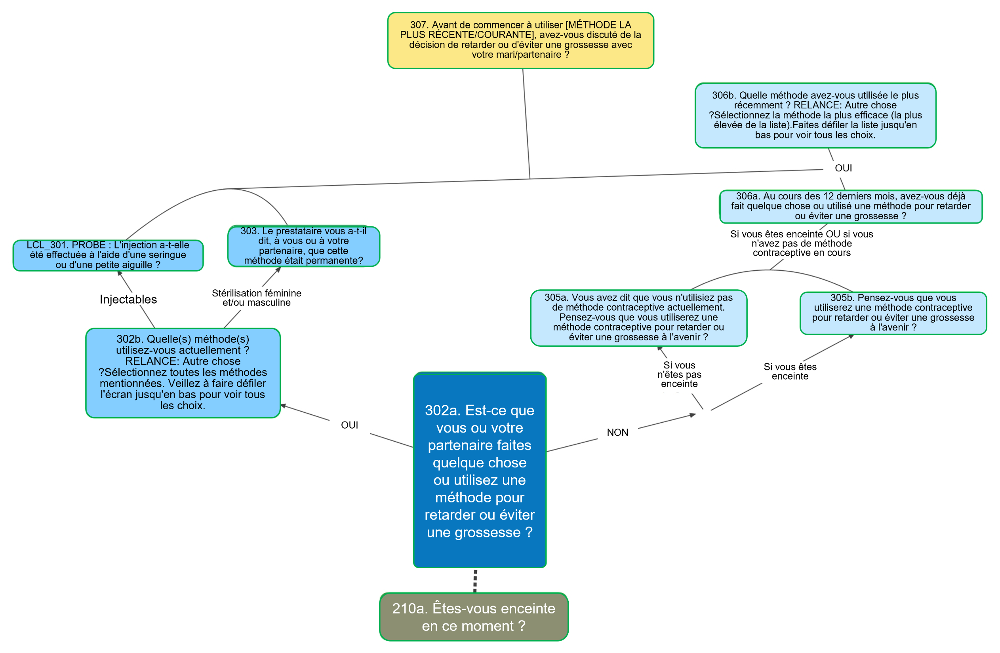 307. Avant de commencer à utiliser [MÉTHODE LA
PLUS RÉCENTE/COURANTE], avez-vous discuté de la
décision de retarder ou d'éviter une grossesse avec
votre mari/partenaire ?
306b. Quelle méthode avez-vous utilisée le plus
récemment ? RELANCE: Autre chose
?Sélectionnez la méthode la plus efficace (la plus
élevée de la liste).Faites défiler la liste jusqu'en
bas pour voir tous les choix.
OUI
306a. Au cours des 12 derniers mois, avez-vous déjà
fait quelque chose ou utilisé une méthode pour retarder
ou éviter une grossesse ?
Si vous êtes enceinte OU si vous
n'avez pas de méthode
contraceptive en cours
303. Le prestataire vous a-t-il
dit, à vous ou à votre
partenaire, que cette
méthode était permanente?
LCL_301. PROBE : L'injection a-t-elle
été effectuée à l'aide d'une seringue
ou d'une petite aiguille ?
Injectables
Stérilisation féminine
et/ou masculine
305a. Vous avez dit que vous n'utilisiez pas
de méthode contraceptive actuellement.
Pensez-vous que vous utiliserez une
méthode contraceptive pour retarder ou
éviter une grossesse à l'avenir ?
305b. Pensez-vous que vous
utiliserez une méthode contraceptive
pour retarder ou éviter une grossesse
à l'avenir ?
302b. Quelle(s) méthode(s)
utilisez-vous actuellement ?
RELANCE: Autre chose
?Sélectionnez toutes les méthodes
mentionnées. Veillez à faire défiler
l'écran jusqu'en bas pour voir tous
les choix.
Si vous
n'êtes pas
enceinte
Si vous êtes
enceinte
OUI
NON
302a. Est-ce que
vous ou votre
partenaire faites
quelque chose
ou utilisez une
méthode pour
retarder ou éviter
une grossesse ?
210a. Êtes-vous enceinte
en ce moment ?